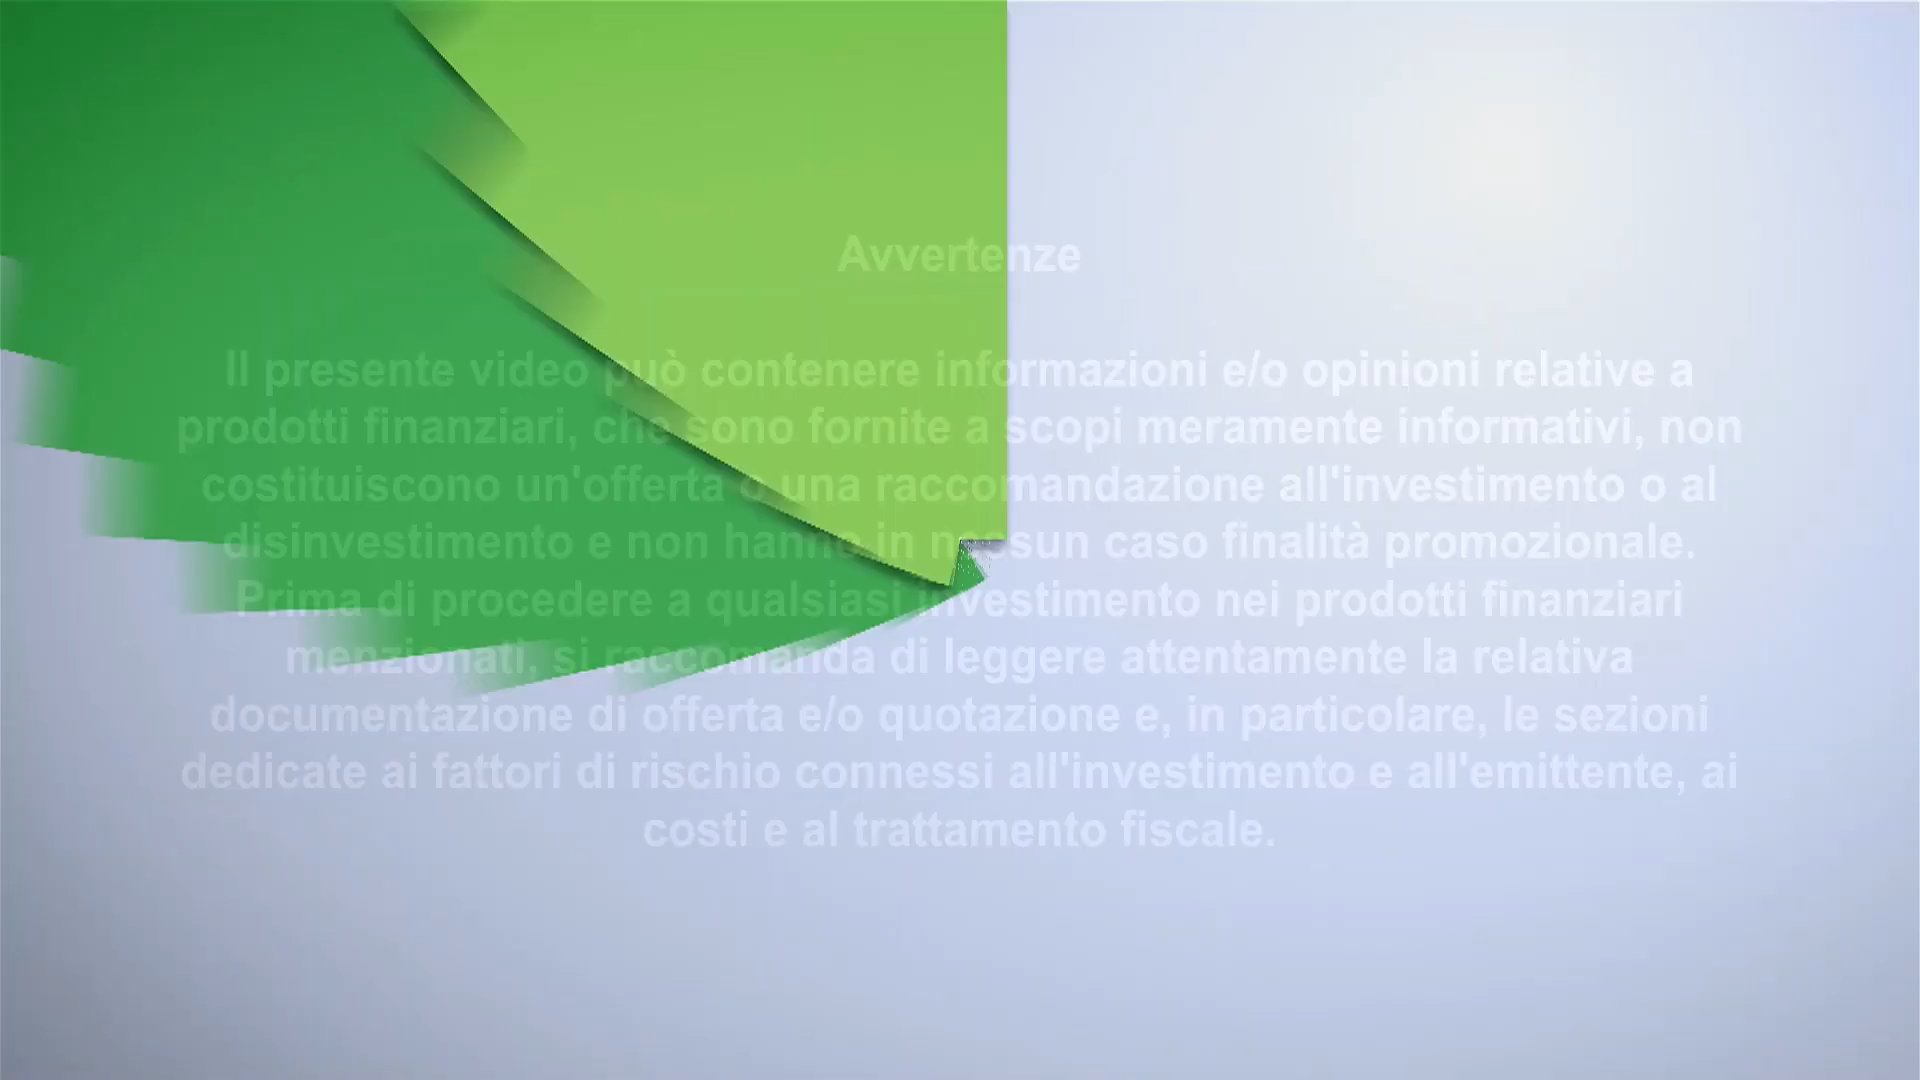 Avvertenze
Il presente video può contenere informazioni e/o opinioni relative a
prodotti finanziari, che sono fornite a scopi meramente informativi, non
costituiscono un'offerta o una raccomandazione all'investimento o al
disinvestimento e non hanno in nessun caso finalità promozionale.
Prima di procedere a qualsiasi investimento nei prodotti finanziari
menzionati, si raccomanda di leggere attentamente la relativa
documentazione di offerta e/o quotazione e, in particolare, le sezioni
dedicate ai fattori di rischio connessi all'investimento e all'emittente, ai
costi e al trattamento fiscale.